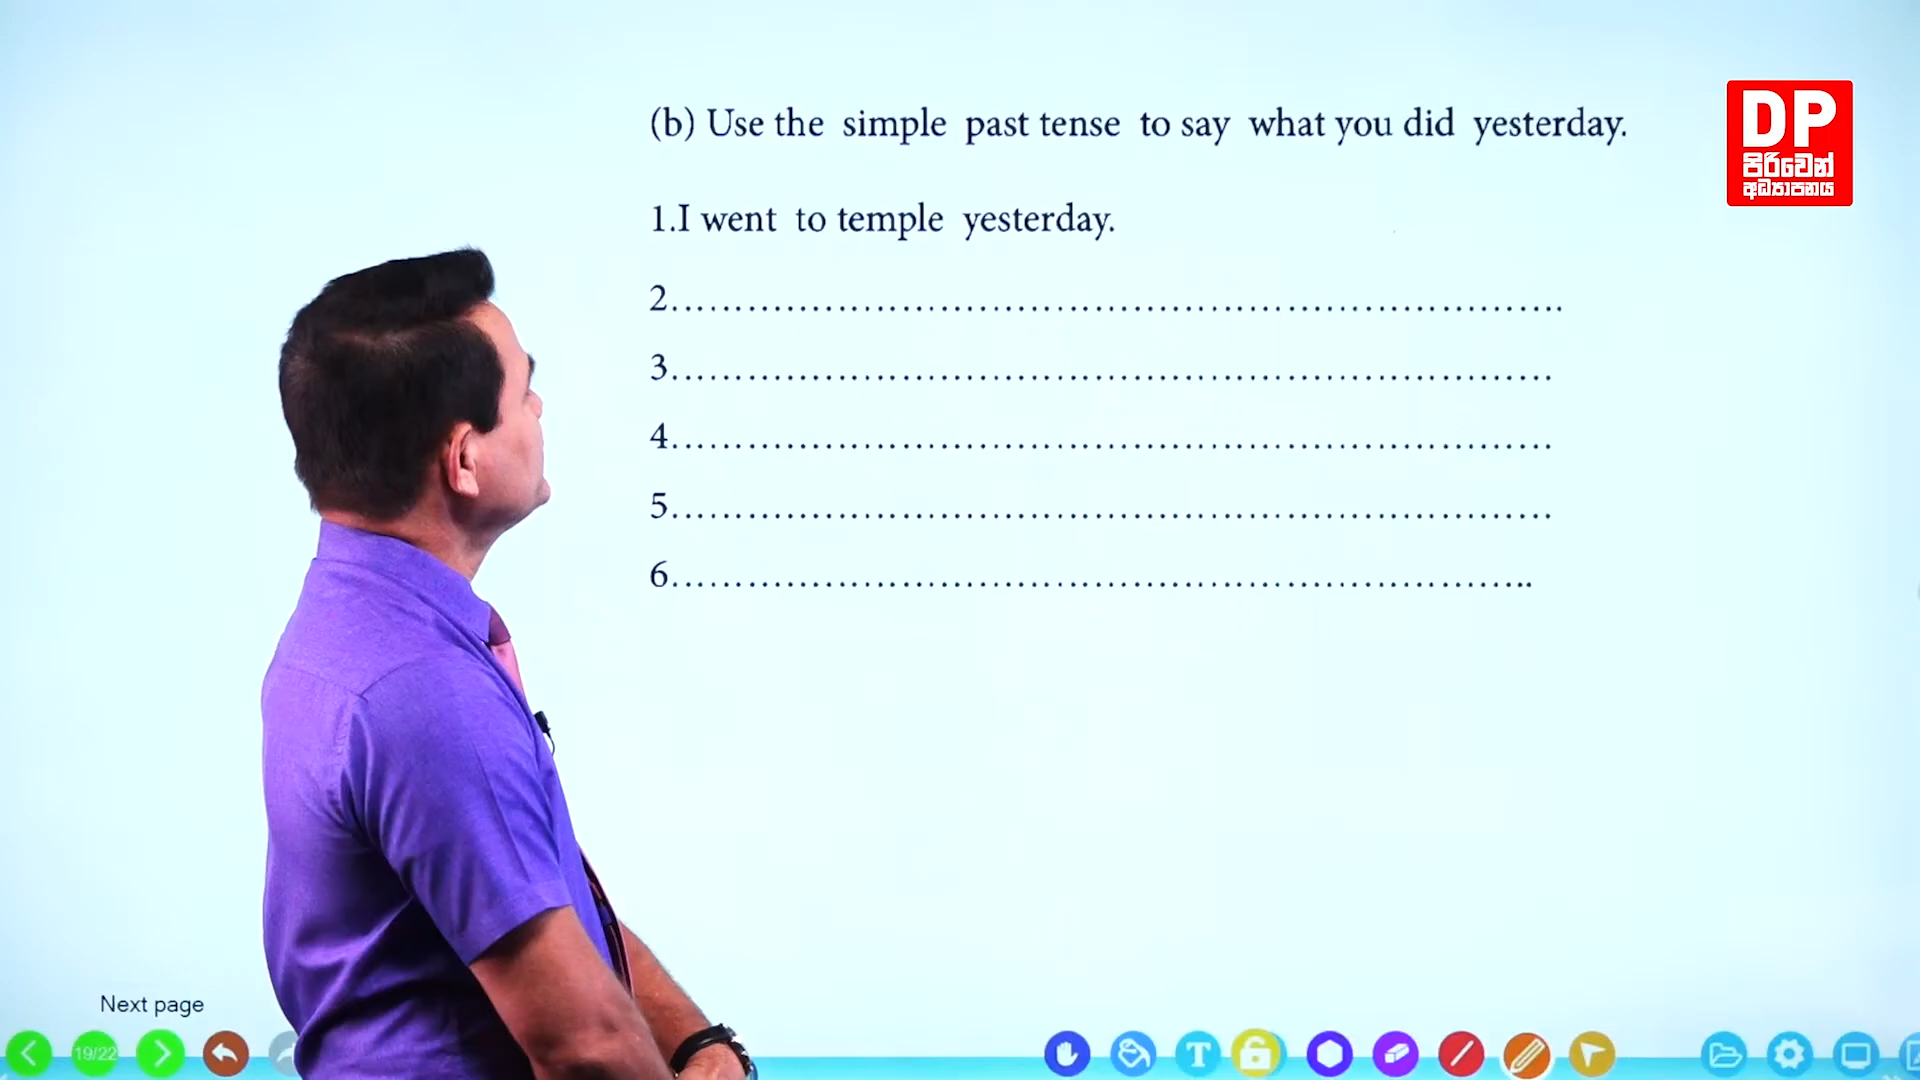 (b) Use the simple past tense to say what you did yesterday.
1.I went to temple yesterday.
2……………………………………………………………….
3………………………………………………………………
4………………………………………………………………
5………………………………………………………………
6……………………………………………………………..
DP
පිරිවෙන්
අධ්‍යාපනය
Next page
19/22
T